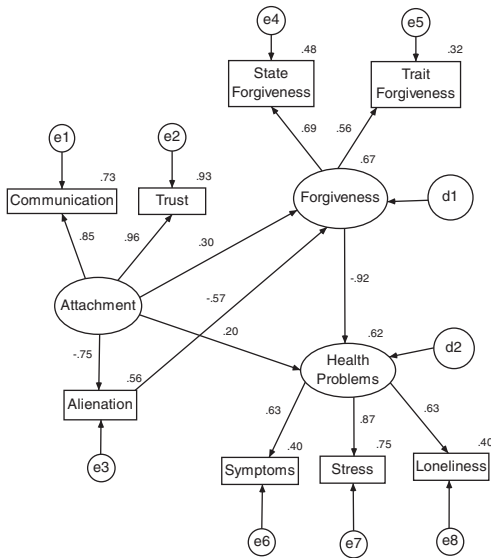 e4
e5
.48
.32
State
Forgiveness
Trait
Forgiveness
e1
e2
.69
.56
.67
.73
.93
Communication
Trust
Forgiveness
d1
.85
.96
.30
-.57
-.92
Attachment
.20
.62
d2
-.75
.56
Health
Problems
Alienation
.63
.87
.63
e3
.40
.75
.40
Symptoms
Stress
Loneliness
e6
e7
e8